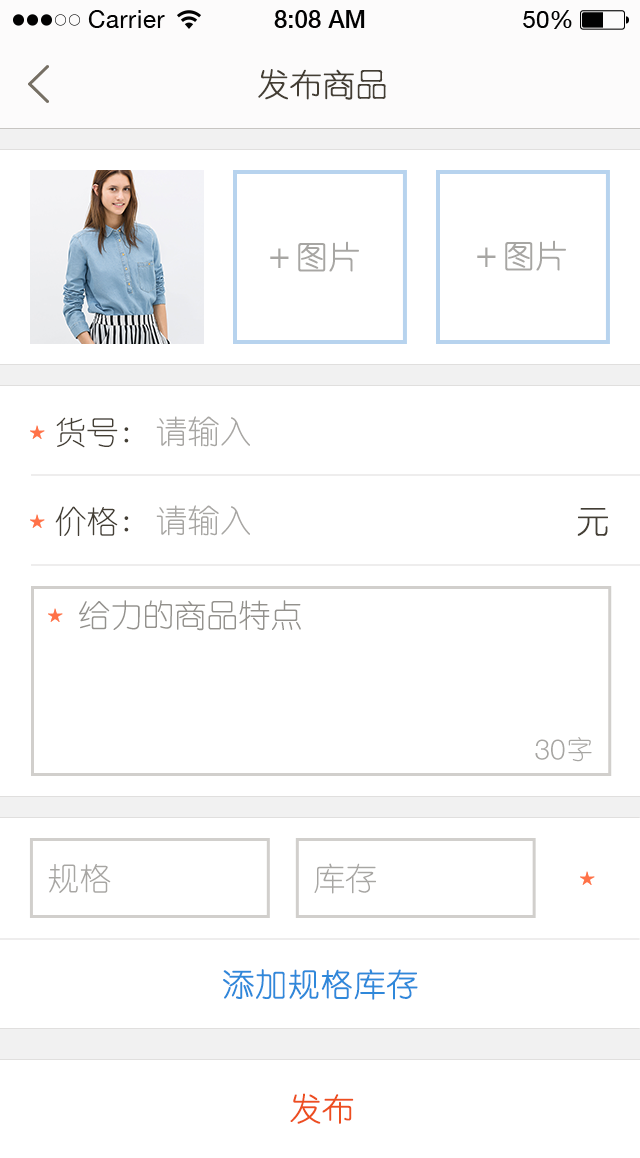 Carrier 8:08 AM 50%
发布商品
+图片 +图片
★ 货号： 请输入
★ 价格： 请输入 元
★ 给力的商品特点
30字
规格 库存 ★
添加规格库存
发布